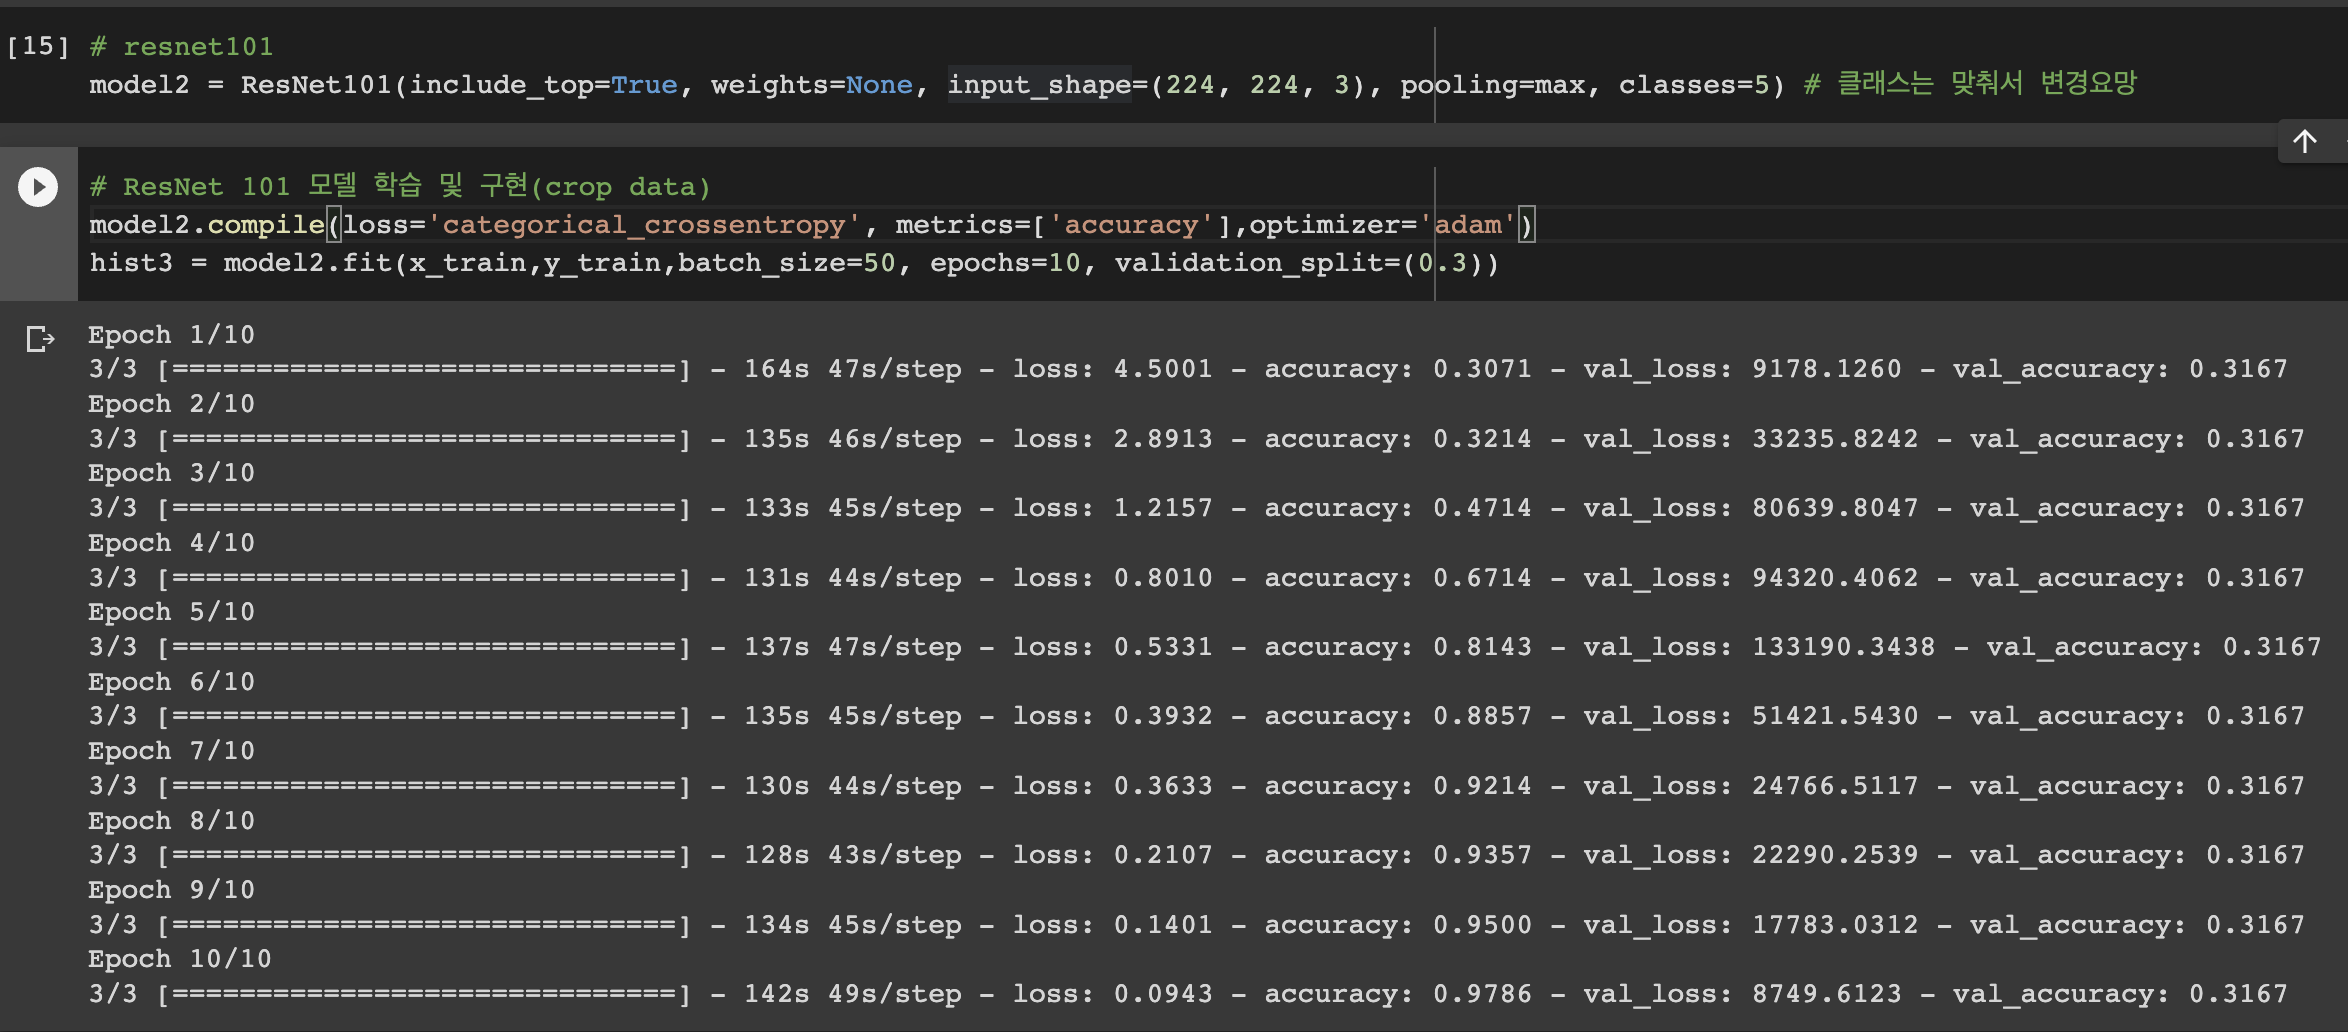 [15] # resnet101
model2 = ResNet101(include_top=True, weights=None, input_shape=(224, 224, 3), pooling=max, classes=5) # 클래스는 맞춰서 변경요망
# ResNet 101 모델 학습 및 구현(crop data)
model2.compile(loss='categorical_crossentropy', metrics=['accuracy'],optimizer='adam')
hist3 = model2.fit(x_train,y_train,batch_size=50, epochs=10, validation_split=(0.3))
Epoch 1/10
3/3 [==============================] - 164s 47s/step - loss: 4.5001 - accuracy: 0.3071 - val_loss: 9178.1260 - val_accuracy: 0.3167
Epoch 2/10
3/3 [==============================] - 135s 46s/step - loss: 2.8913 - accuracy: 0.3214 - val_loss: 33235.8242 - val_accuracy: 0.3167
Epoch 3/10
3/3 [==============================] - 133s 45s/step - loss: 1.2157 - accuracy: 0.4714 - val_loss: 80639.8047 - val_accuracy: 0.3167
Epoch 4/10
3/3 [==============================] - 131s 44s/step - loss: 0.8010 - accuracy: 0.6714 - val_loss: 94320.4062 - val_accuracy: 0.3167
Epoch 5/10
3/3 [==============================] - 137s 47s/step - loss: 0.5331 - accuracy: 0.8143 - val_loss: 133190.3438 - val_accuracy: 0.3167
Epoch 6/10
3/3 [==============================] - 135s 45s/step - loss: 0.3932 - accuracy: 0.8857 - val_loss: 51421.5430 - val_accuracy: 0.3167
Epoch 7/10
3/3 [==============================] - 130s 44s/step - loss: 0.3633 - accuracy: 0.9214 - val_loss: 24766.5117 - val_accuracy: 0.3167
Epoch 8/10
3/3 [==============================] - 128s 43s/step - loss: 0.2107 - accuracy: 0.9357 - val_loss: 22290.2539 - val_accuracy: 0.3167
Epoch 9/10
3/3 [==============================] - 134s 45s/step - loss: 0.1401 - accuracy: 0.9500 - val_loss: 17783.0312 - val_accuracy: 0.3167
Epoch 10/10
3/3 [==============================] - 142s 49s/step - loss: 0.0943 - accuracy: 0.9786 - val_loss: 8749.6123 - val_accuracy: 0.3167